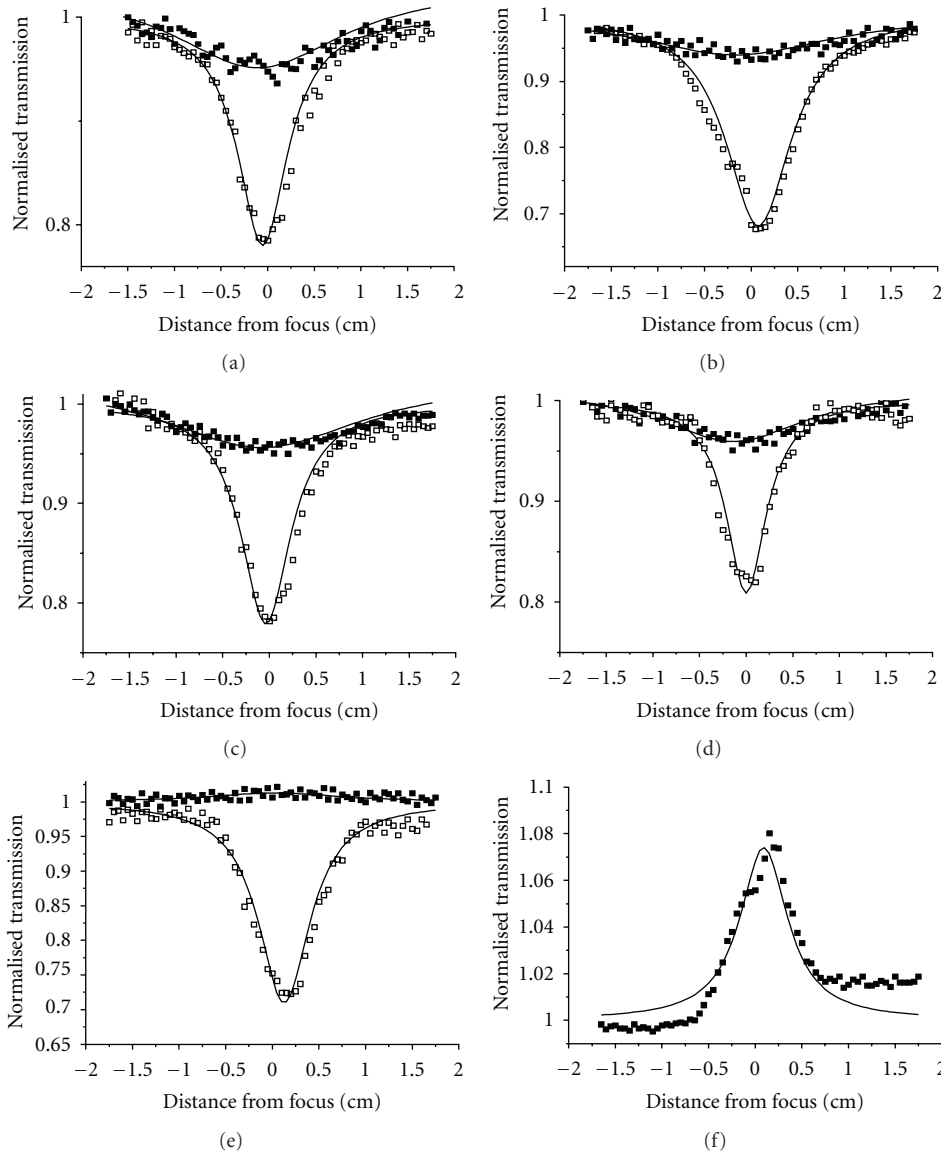 1
0.9
0.8
Normalised transmission
−2 −1.5 −1 −0.5 0 0.5 1 1.5 2
Distance from focus (cm)
(a)
1
0.9
0.8
0.7
Normalised transmission
−2 −1.5 −1 −0.5 0 0.5 1 1.5 2
Distance from focus (cm)
(b)
1
0.9
0.8
Normalised transmission
−2 −1.5 −1 −0.5 0 0.5 1 1.5 2
Distance from focus (cm)
(c)
1
0.9
0.8
Normalised transmission
−2 −1.5 −1 −0.5 0 0.5 1 1.5 2
Distance from focus (cm)
(d)
1
0.95
0.9
0.85
0.8
0.75
0.7
0.65
Normalised transmission
−2 −1.5 −1 −0.5 0 0.5 1 1.5 2
Distance from focus (cm)
(e)
1.1
1.08
1.06
1.04
1.02
1
Normalised transmission
−2 −1.5 −1 −0.5 0 0.5 1 1.5 2
Distance from focus (cm)
(f)